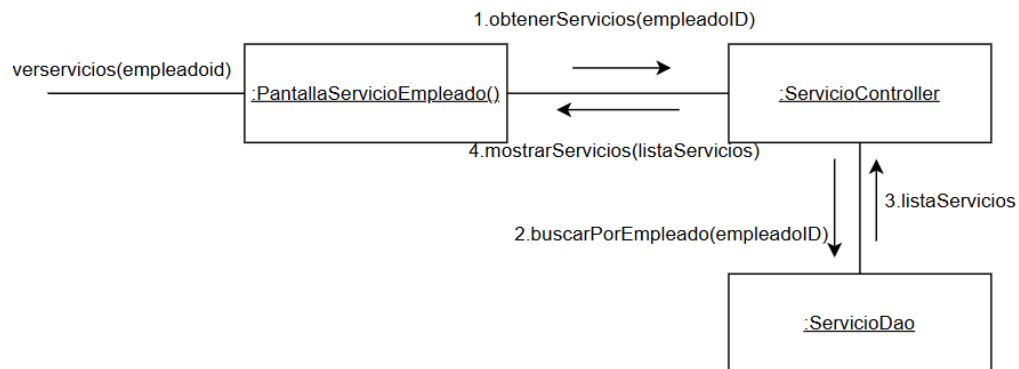 1.obtenerServicios(empleadoID)
verservicios(empleadoid)
:PantallaServicioEmpleado()
:ServicioController
4.mostrarServicios(listaServicios)
3.listaServicios
2.buscarPorEmpleado(empleadoID)
:ServicioDao